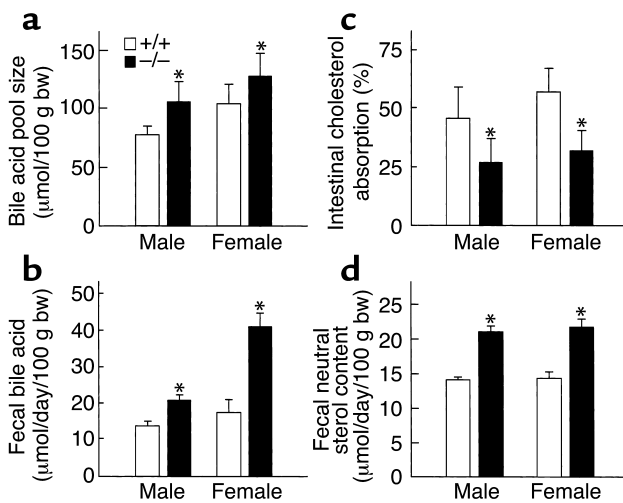 a
Bile acid pool size
(μmol/100 g bw)
150
100
50
0
+/+
−/−
*
*
Male
Female
c
Intestinal cholesterol
absorption (%)
75
50
25
0
*
*
Male
Female
b
Fecal bile acid
(μmol/day/100 g bw)
50
40
30
20
10
0
*
*
Male
Female
d
Fecal neutral
sterol content
(μmol/day/100 g bw)
25
20
15
10
5
0
*
*
Male
Female